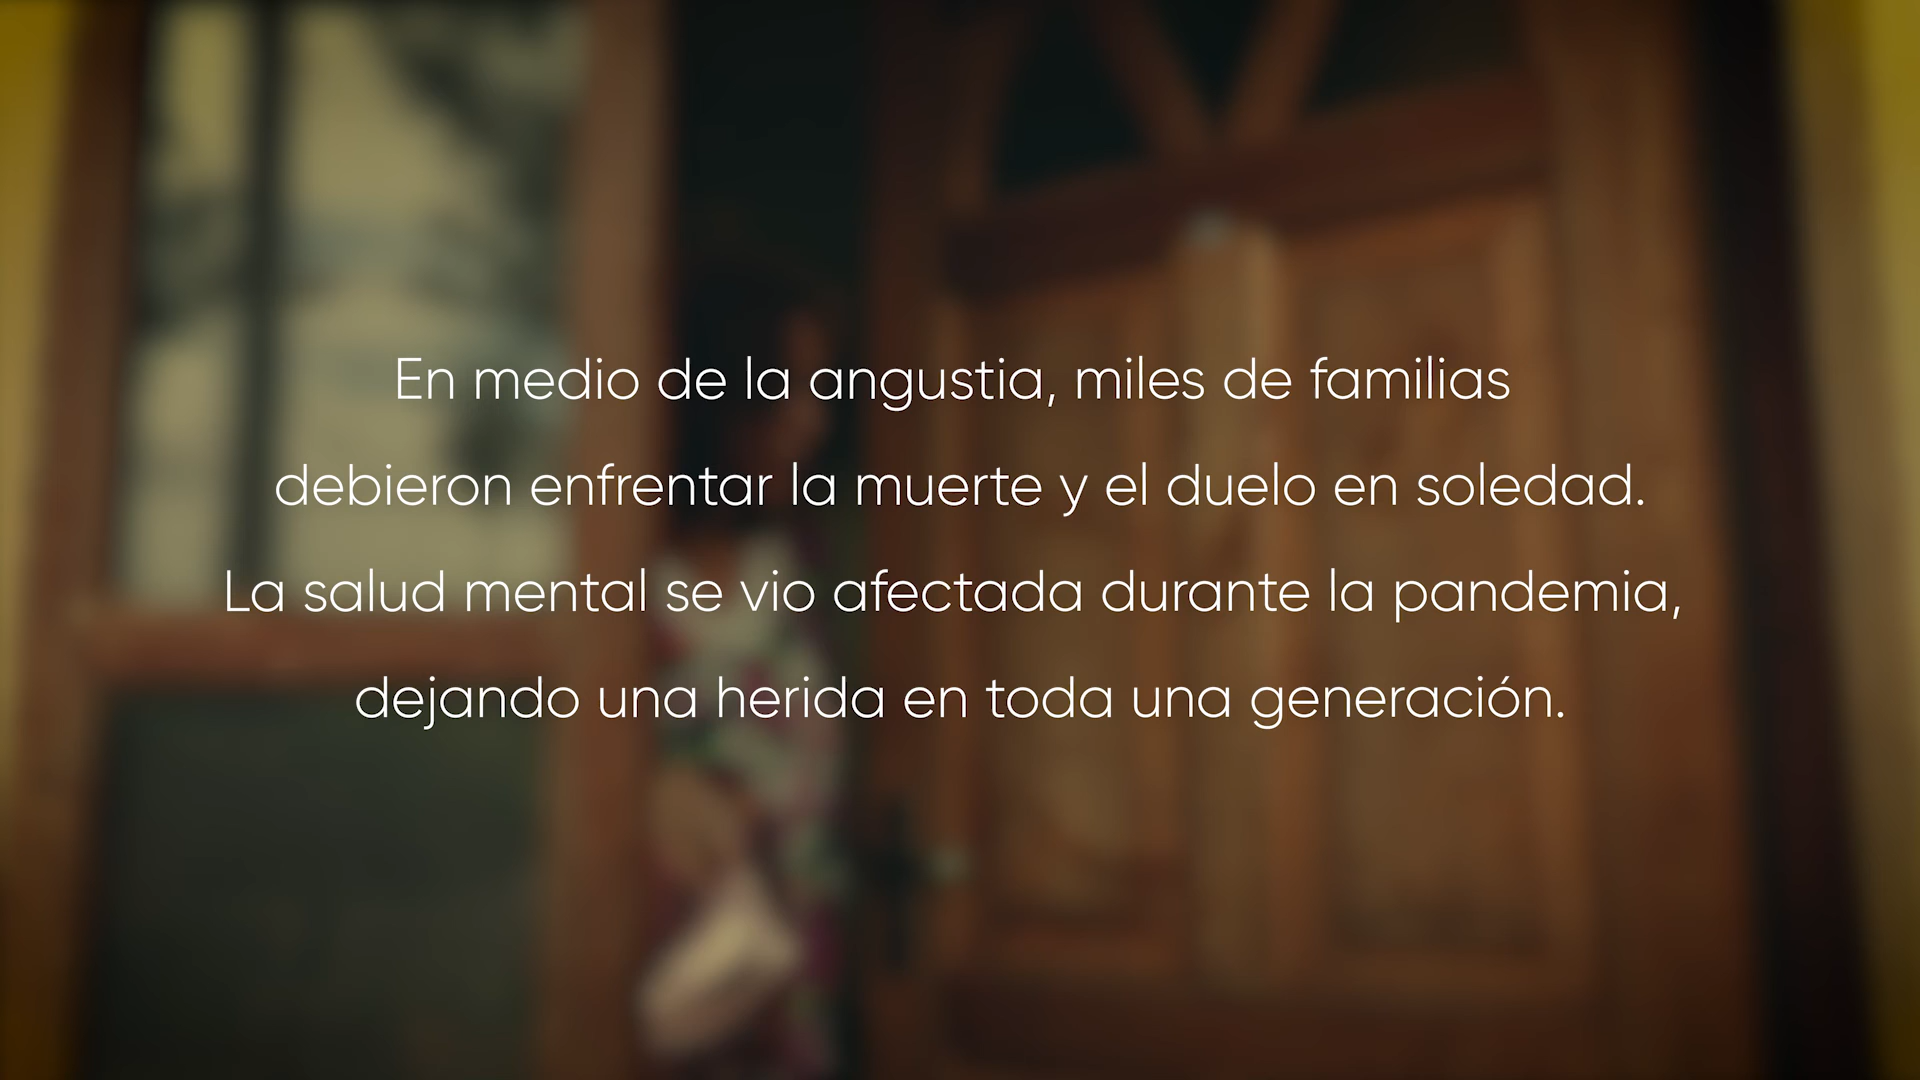 En medio de la angustia, miles de familias
debieron enfrentar la muerte y el duelo en soledad.
La salud mental se vio afectada durante la pandemia,
dejando una herida en toda una generación.